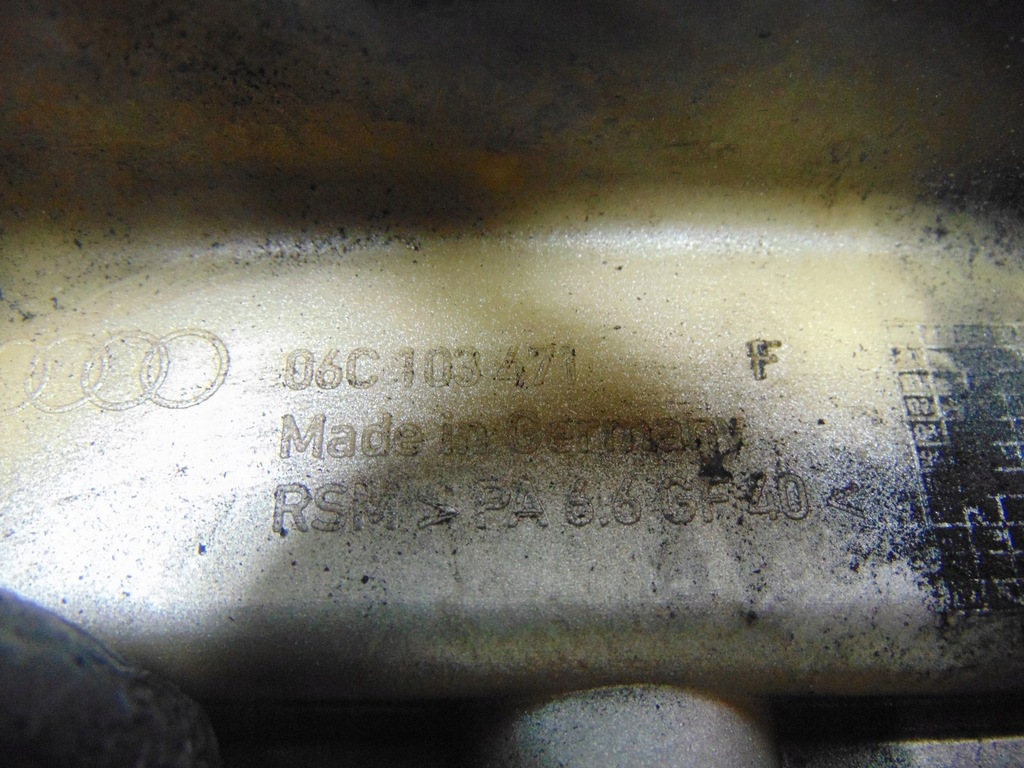 06C 103 471 F
Made in Germany
RSM > PA 6.6 GF 40 <